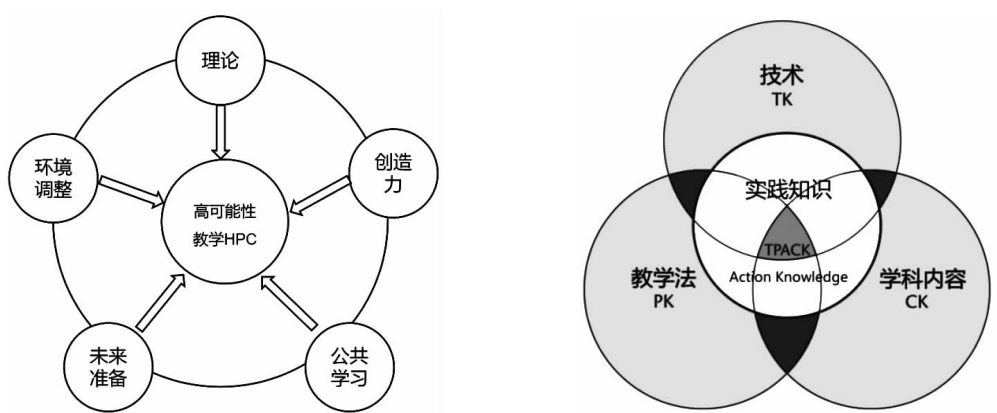 理论
环境
调整
创造
力
高可能性
教学HPC
未来
准备
公共
学习
技术
TK
实践知识
TPACK
Action Knowledge
教学法
PK
学科内容
CK